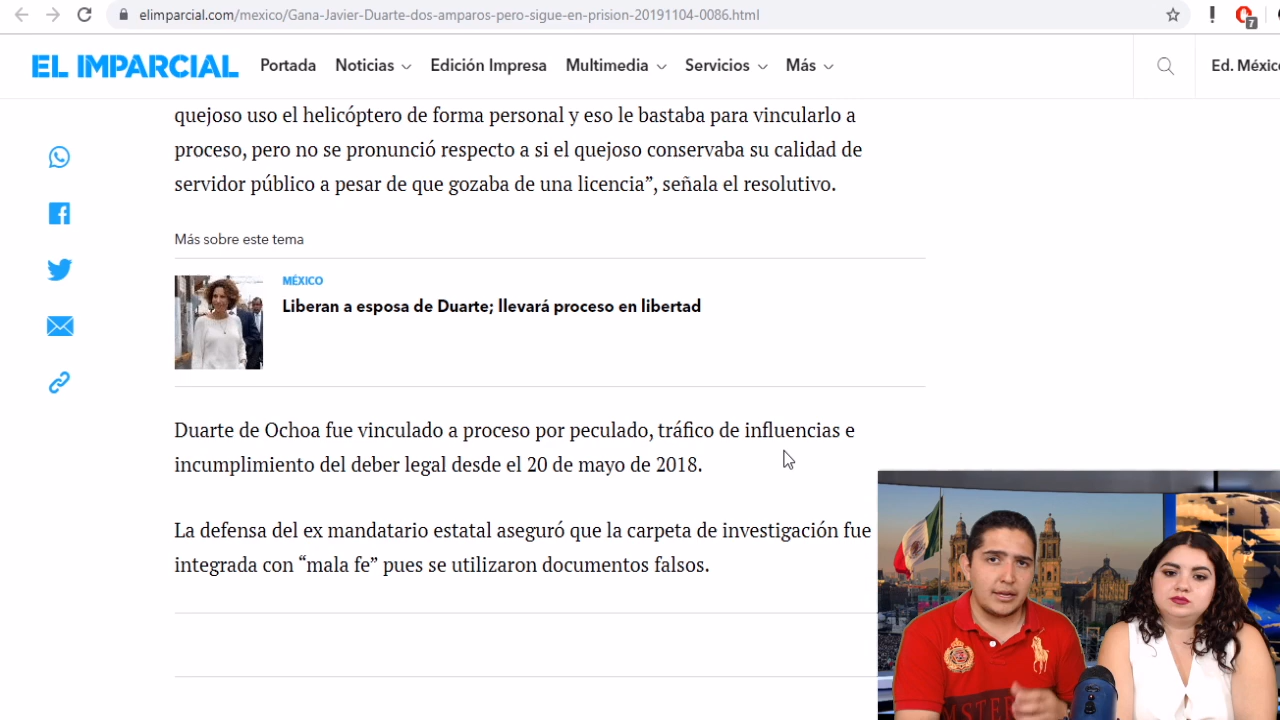 elimparcial.com/mexico/Gana-Javier-Duarte-dos-amparos-pero-sigue-en-prision-20191104-0086.html
7
EL IMPARCIAL Portada Noticias Edición Impresa Multimedia Servicios Más
quejoso uso el helicóptero de forma personal y eso le bastaba para vincularlo a
proceso, pero no se pronunció respecto a si el quejoso conservaba su calidad de
servidor público a pesar de que gozaba de una licencia”, señala el resolutivo.
Más sobre este tema
MÉXICO
Liberan a esposa de Duarte; llevará proceso en libertad
Duarte de Ochoa fue vinculado a proceso por peculado, tráfico de influencias e
incumplimiento del deber legal desde el 20 de mayo de 2018.
La defensa del ex mandatario estatal aseguró que la carpeta de investigación fue
integrada con “mala fe” pues se utilizaron documentos falsos.